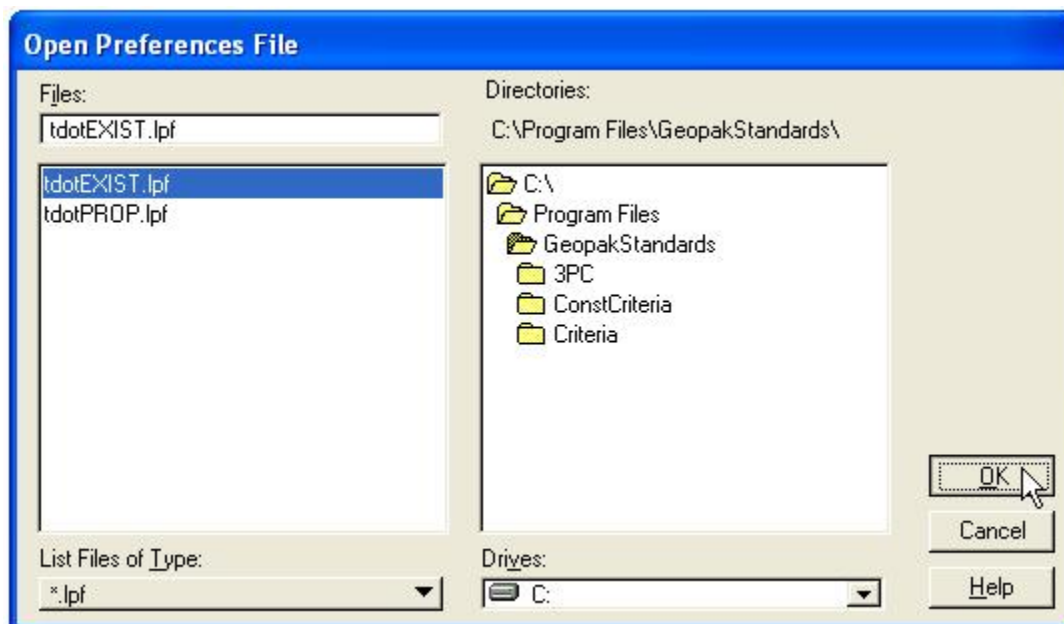 Open Preferences File
Files:
tdotEXIST.lpf
tdotEXIST.lpf
tdotPROP.lpf
List Files of Type:
*.lpf
Directories:
C:\Program Files\GeopakStandards\
C:\
Program Files
GeopakStandards
3PC
ConstCriteria
Criteria
Drives:
C:
OK
Cancel
Help